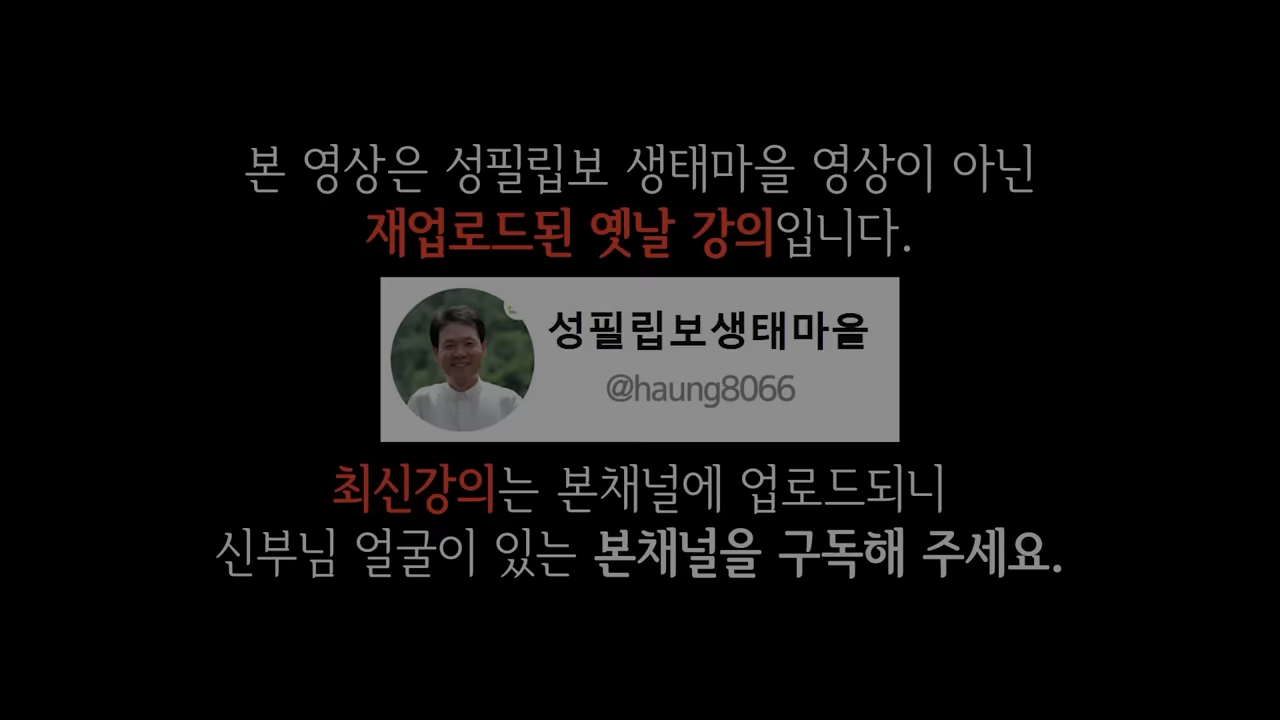 본 영상은 성필립보 생태마을 영상이 아닌
재업로드된 옛날 강의입니다.
성필립보생태마을
@haung8066
최신강의는 본채널에 업로드되니
신부님 얼굴이 있는 본채널을 구독해 주세요.